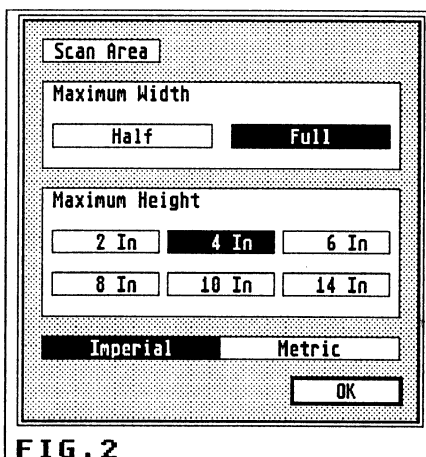 Scan Area
Maximum Width
Half Full
Maximum Height
2 In 4 In 6 In
8 In 10 In 14 In
Imperial Metric
OK
FIG.2